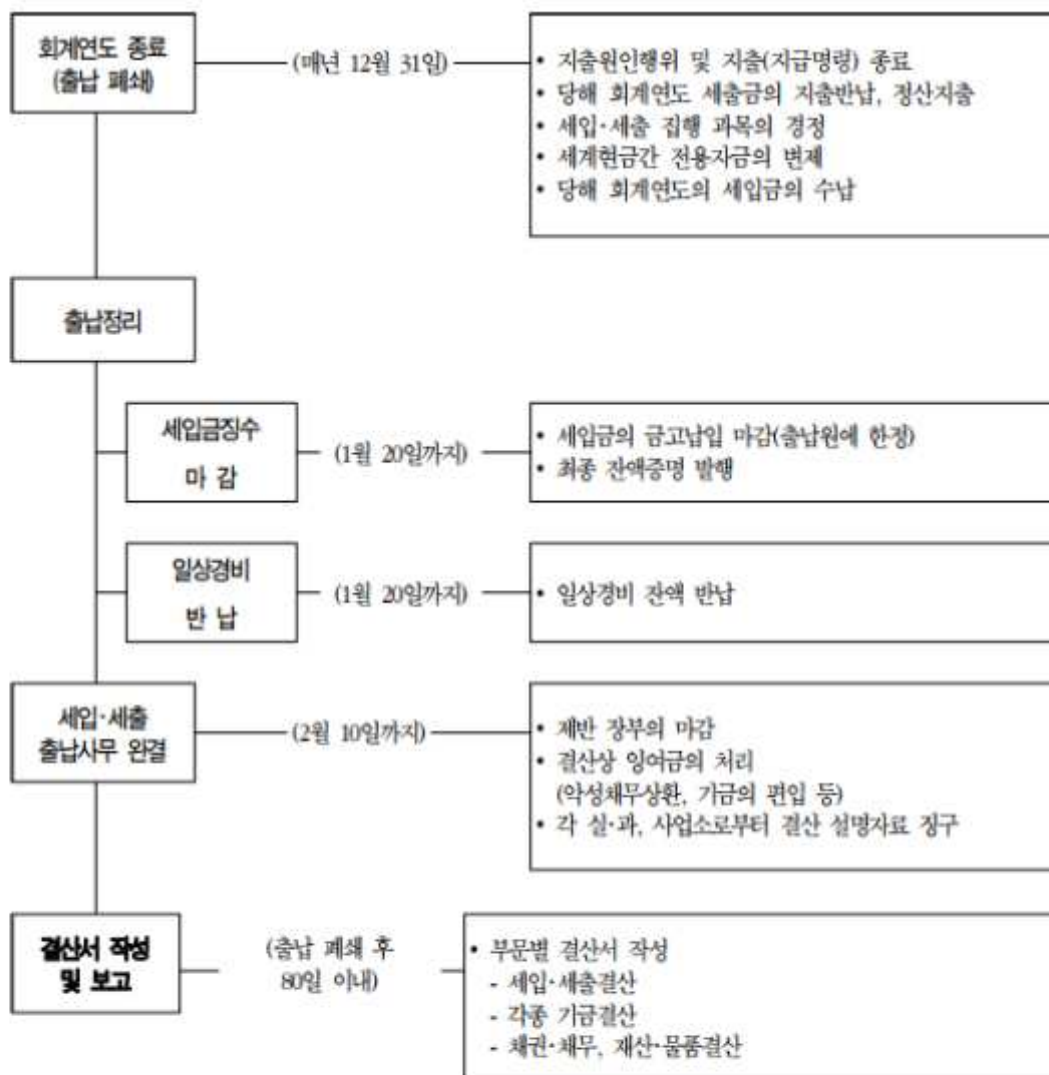 회계연도 종료
(출납 폐쇄)
(매년 12월 31일)
• 지출원인행위 및 지출(지급명령) 종료
• 당해 회계연도 세출금의 지출반납, 정산지출
• 세입·세출 집행 과목의 경정
• 세계현금간 전용자금의 변제
• 당해 회계연도의 세입금의 수납
출납정리
세입금징수
마 감
(1월 20일까지)
• 세입금의 금고납입 마감(출납원에 한정)
• 최종 잔액증명 발행
일상경비
반 납
(1월 20일까지)
• 일상경비 잔액 반납
세입·세출
출납사무 완결
(2월 10일까지)
• 제반 장부의 마감
• 결산상 잉여금의 처리
(악성채무상환, 기금의 편입 등)
• 각 실·과, 사업소로부터 결산 설명자료 징구
결산서 작성
및 보고
(출납 폐쇄 후
80일 이내)
• 부문별 결산서 작성
- 세입·세출결산
- 각종 기금결산
- 채권·채무, 재산·물품결산